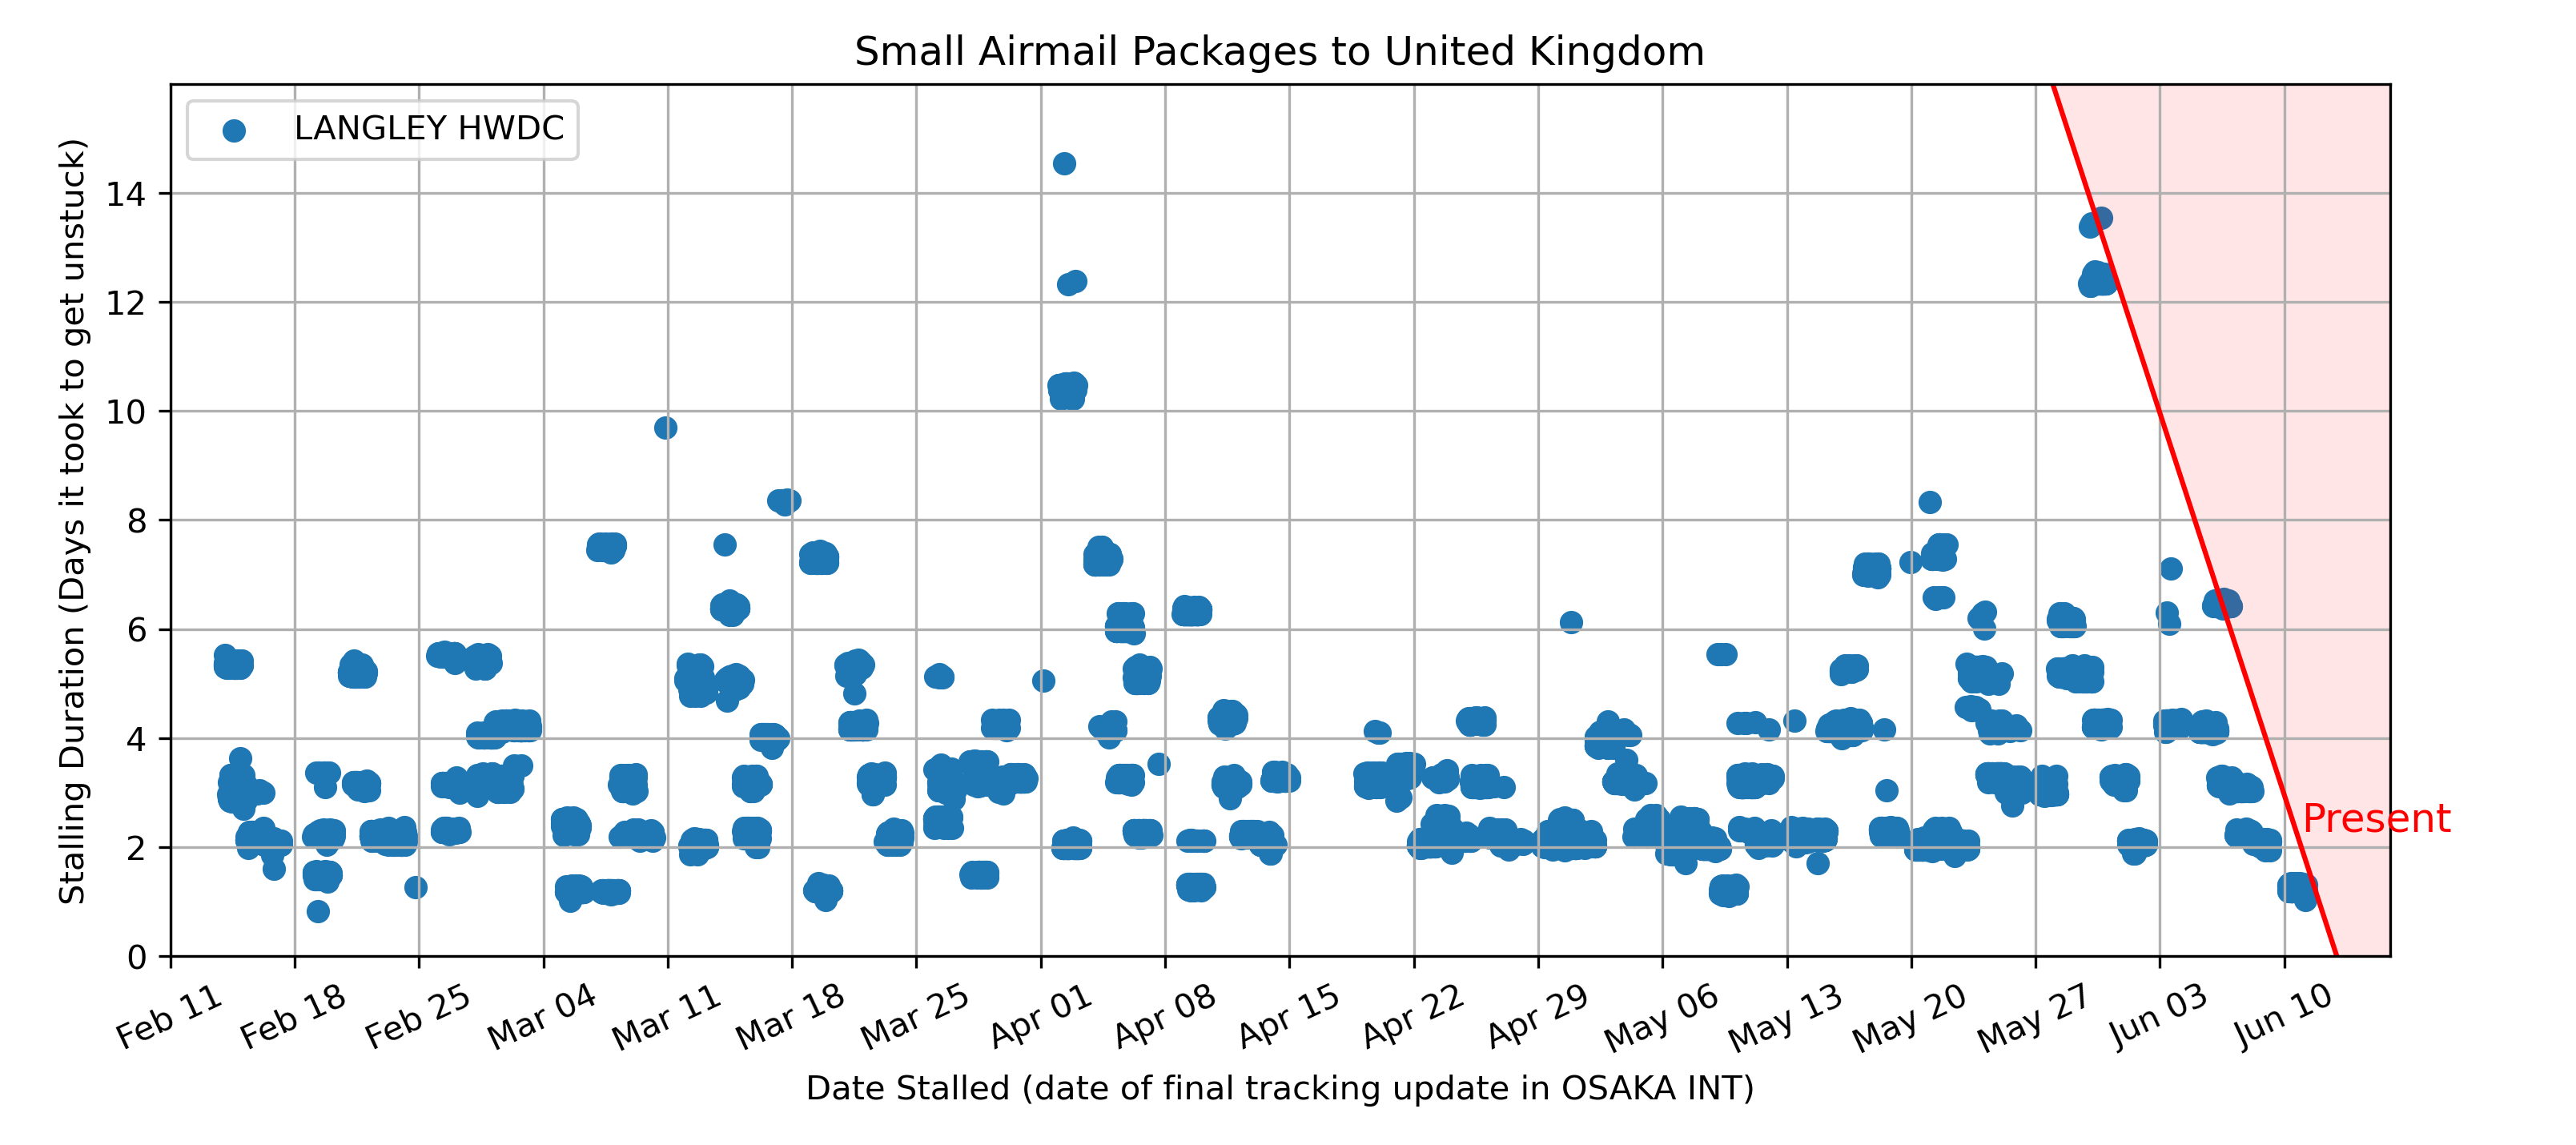 Small Airmail Packages to United Kingdom
LANGLEY HWDC
Stalling Duration (Days it took to get unstuck)
14
12
10
8
6
4
2
0
Present
Feb 11
Feb 18
Feb 25
Mar 04
Mar 11
Mar 18
Mar 25
Apr 01
Apr 08
Apr 15
Apr 22
Apr 29
May 06
May 13
May 20
May 27
Jun 03
Jun 10
Date Stalled (date of final tracking update in OSAKA INT)